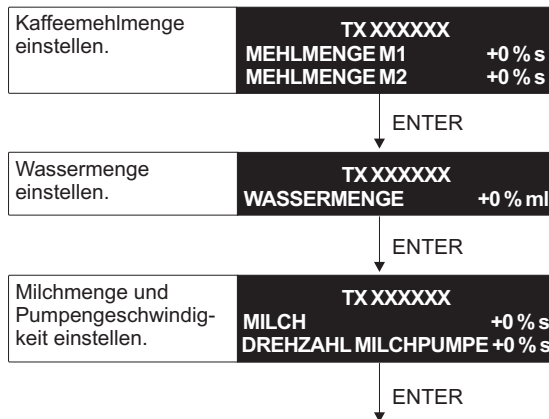 Kaffeemehlmenge
einstellen.
TX XXXXXX
MEHLMENGE M1 +0 % s
MEHLMENGE M2 +0 % s
ENTER
Wassermenge
einstellen.
TX XXXXXX
WASSERMENGE +0 % ml
ENTER
Milchmenge und
Pumpengeschwindig-
keit einstellen.
TX XXXXXX
MILCH +0 % s
DREHZAHL MILCHPUMPE +0 % s
ENTER